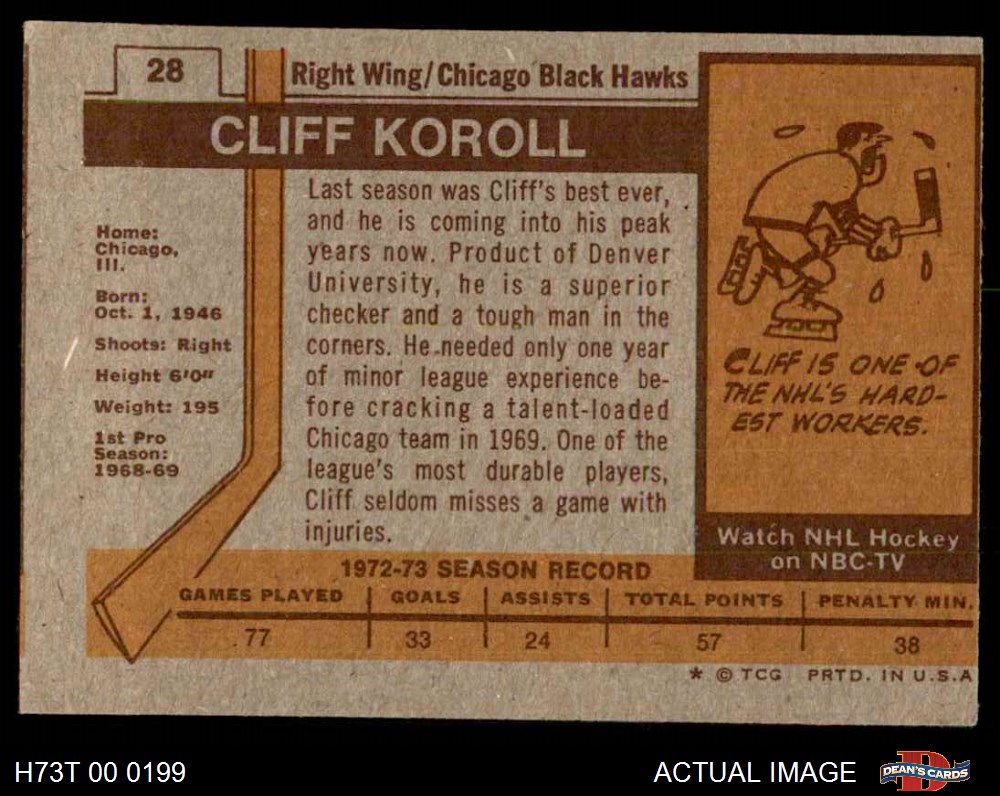 28
Right Wing/Chicago Black Hawks
CLIFF KOROLL
Home:
Chicago,
Ill.
Born:
Oct. 1, 1946
Shoots: Right
Height 6'0"
Weight: 195
1st Pro
Season:
1968-69
Last season was Cliff's best ever,
and he is coming into his peak
years now. Product of Denver
University, he is a superior
checker and a tough man in the
corners. He needed only one year
of minor league experience be-
fore cracking a talent-loaded
Chicago team in 1969. One of the
league's most durable players,
Cliff seldom misses a game with
injuries.
CLIFF IS ONE OF
THE NHL'S HARD-
EST WORKERS.
Watch NHL Hockey
on NBC-TV
1972-73 SEASON RECORD
GAMES PLAYED GOALS ASSISTS TOTAL POINTS PENALTY MIN.
77 33 24 57 38
* © TCG PRTD. IN U.S.A
H73T 00 0199
ACTUAL IMAGE
D
DEAN'S CARDS